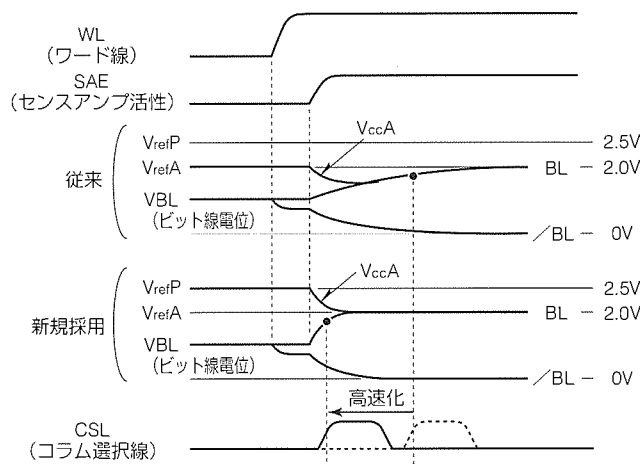 WL
(ワード線)
SAE
(センスアンプ活性)
従来
VrefP
VrefA
VccA
VBL
(ビット線電位)
2.5V
BL − 2.0V
/BL − 0V
新規採用
VrefP
VrefA
VccA
VBL
(ビット線電位)
2.5V
BL − 2.0V
/BL − 0V
高速化
CSL
(コラム選択線)